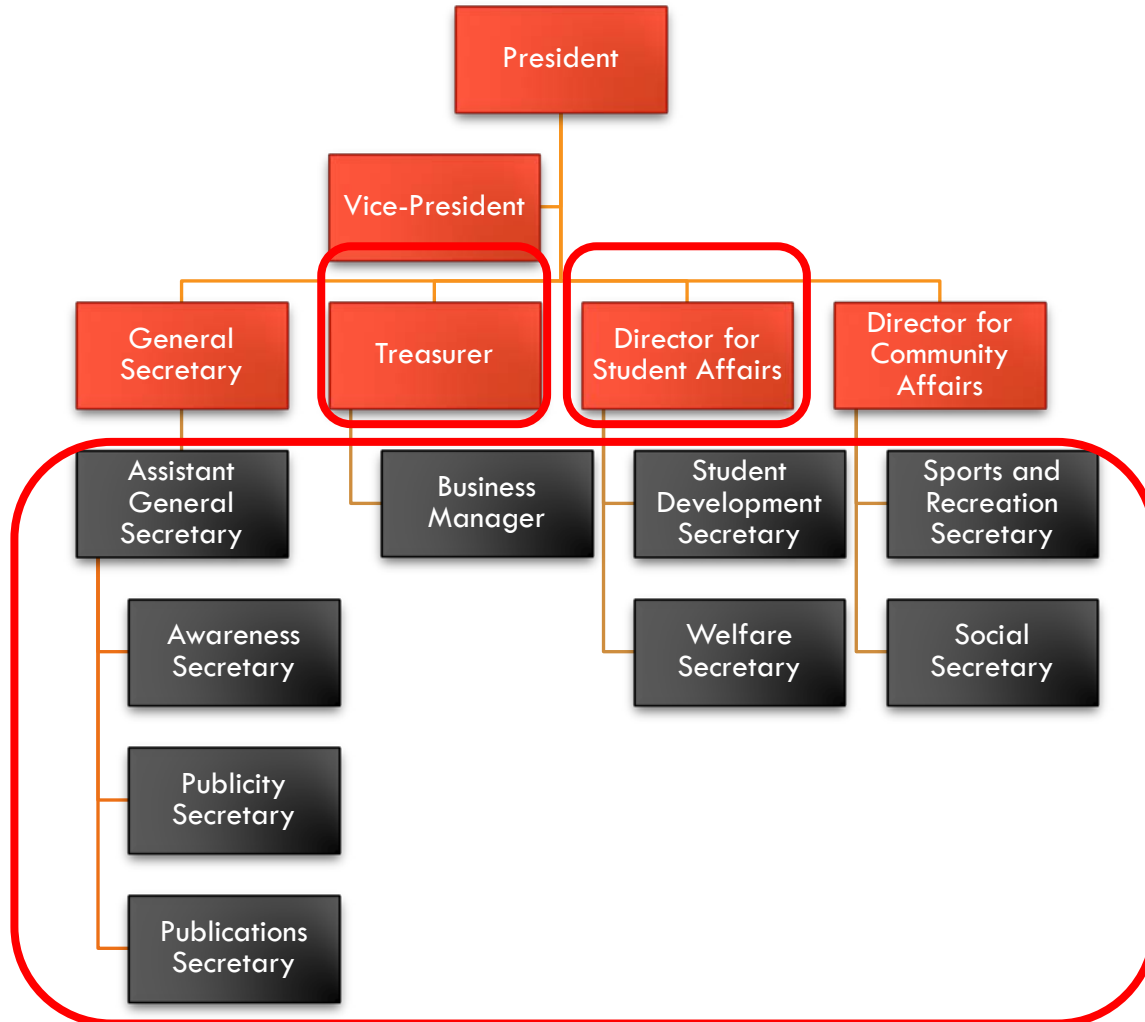 President
Vice-President
General
Secretary
Treasurer
Director for
Student Affairs
Director for
Community
Affairs
Assistant
General
Secretary
Business
Manager
Student
Development
Secretary
Sports and
Recreation
Secretary
Awareness
Secretary
Welfare
Secretary
Social
Secretary
Publicity
Secretary
Publications
Secretary